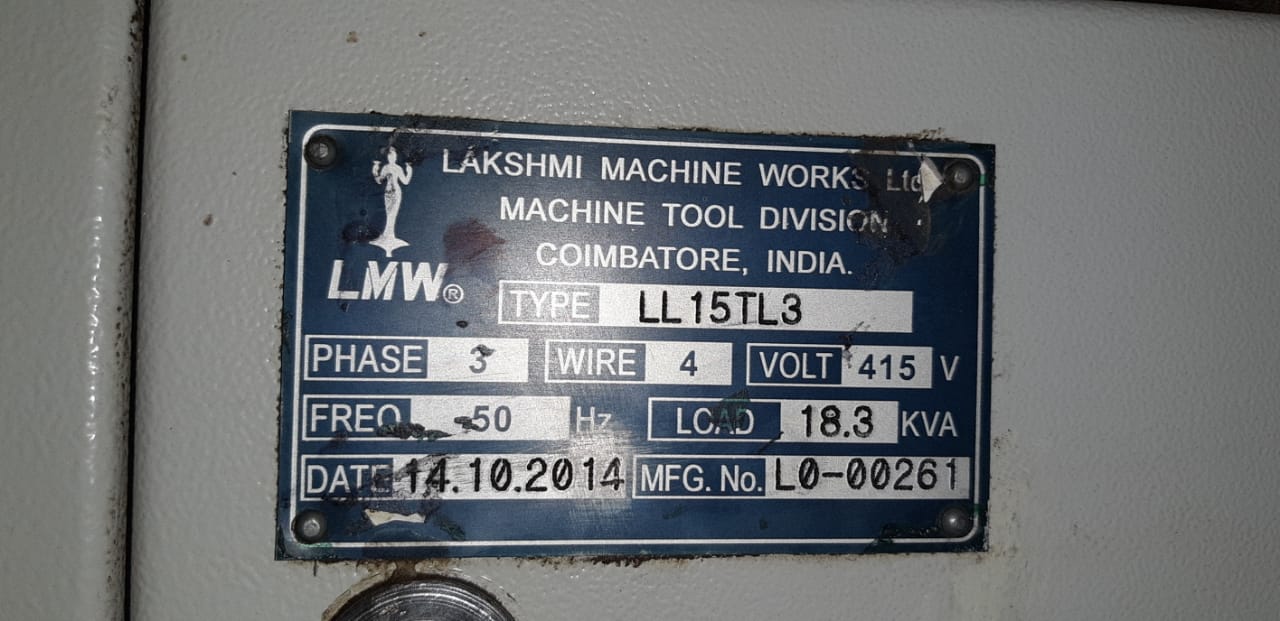 LAKSHMI MACHINE WORKS Ltd
MACHINE TOOL DIVISION
COIMBATORE, INDIA.
LMW®
TYPE LL15TL3
PHASE 3 WIRE 4 VOLT 415 V
FREQ 50 Hz LOAD 18.3 KVA
DATE 14.10.2014 MFG. No. L0-00261